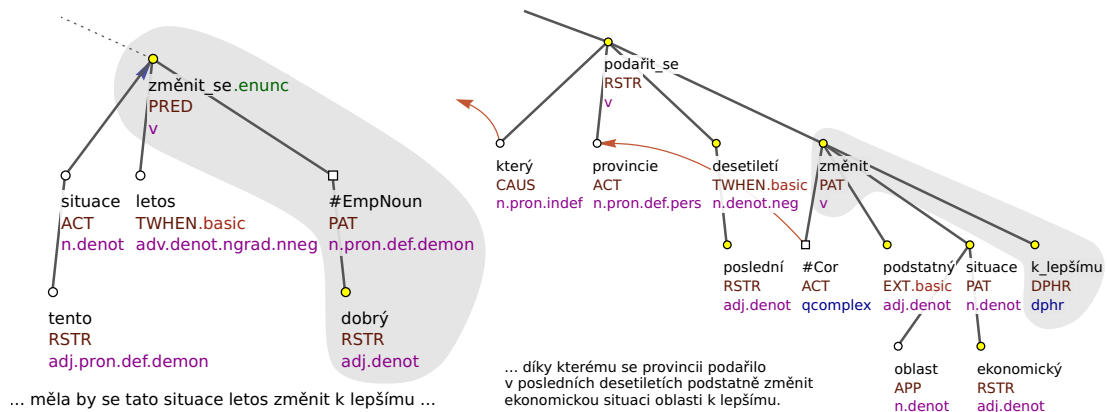 změnit_se.enunc
PRED
v
situace
ACT
n.denot
letos
TWHEN.basic
adv.denot.ngrad.nneg
#EmpNoun
PAT
n.pron.def.demon
tento
RSTR
adj.pron.def.demon
dobrý
RSTR
adj.denot
... měla by se tato situace letos změnit k lepšímu ...
podařit_se
RSTR
v
který
CAUS
n.pron.indef
provincie
ACT
n.pron.def.pers
desetiletí
TWHEN.basic
n.denot.neg
změnit
PAT
v
poslední
RSTR
adj.denot
#Cor
ACT
qcomplex
podstatný
EXT.basic
adj.denot
situace
PAT
n.denot
k_lepšímu
DPHR
dphr
oblast
APP
n.denot
ekonomický
RSTR
adj.denot
... díky kterému se provincii podařilo
v posledních desetiletích podstatně změnit
ekonomickou situaci oblasti k lepšímu.